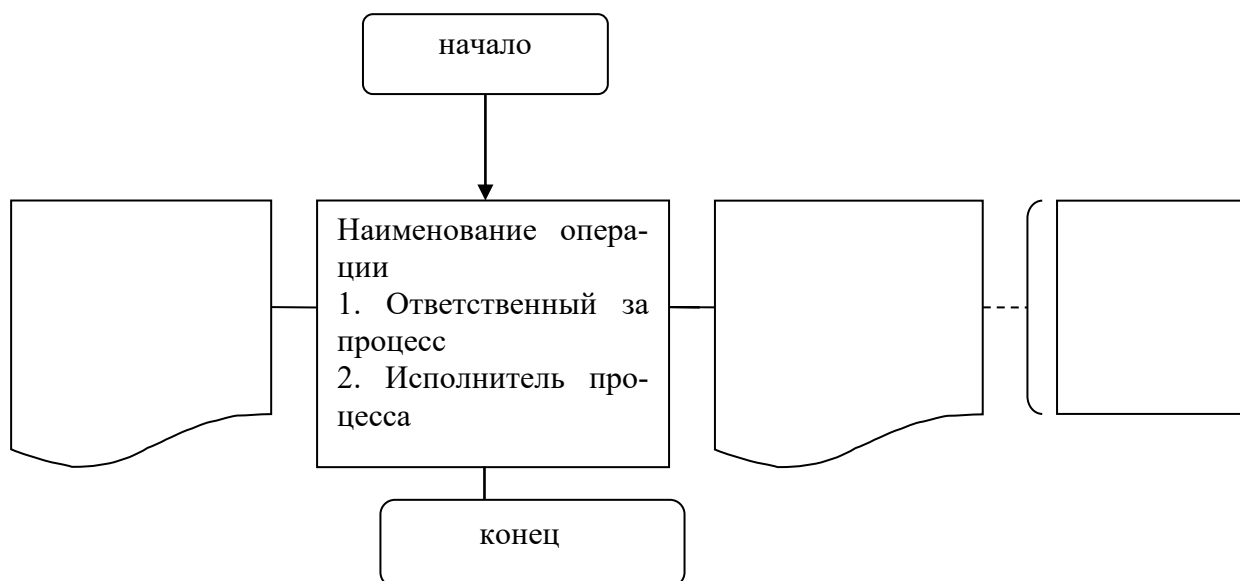 начало
Наименование опера-
ции
1. Ответственный за
процесс
2. Исполнитель про-
цесса
конец